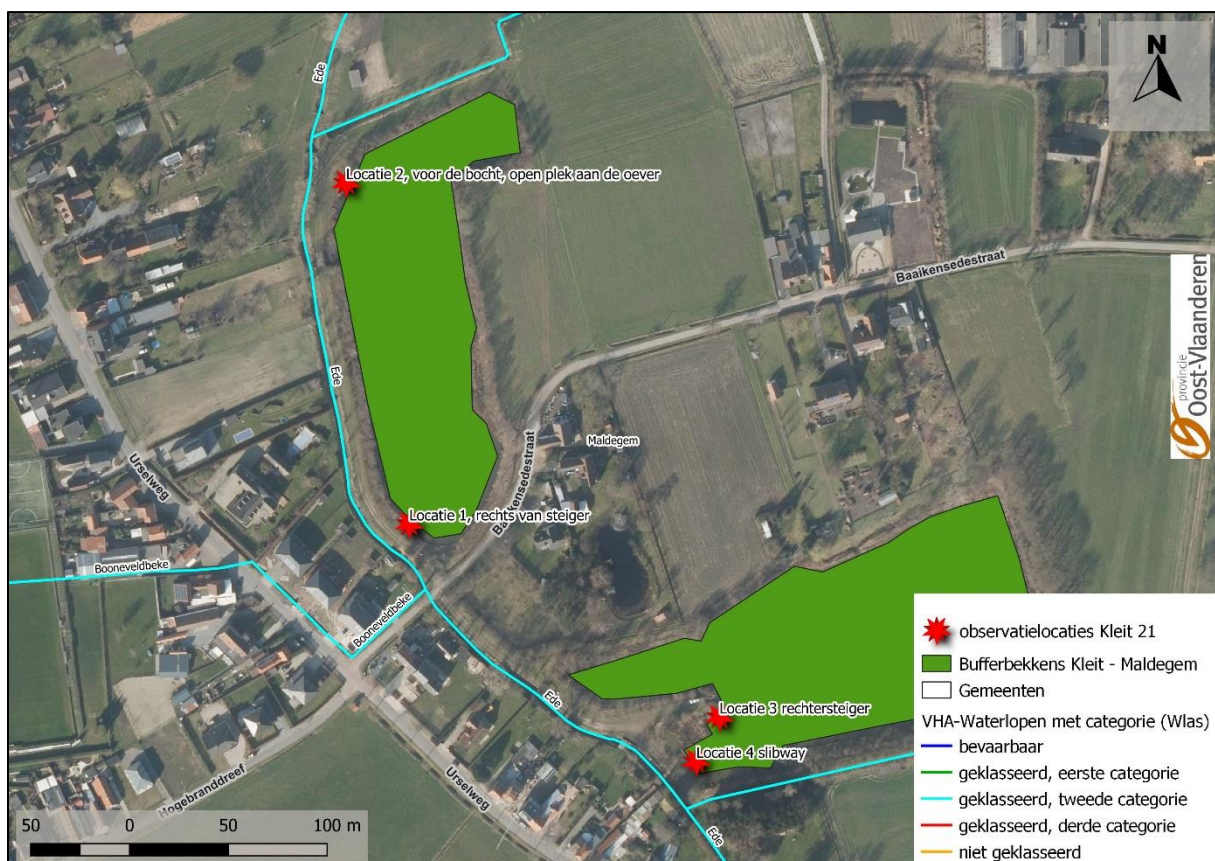 Ede
N
Locatie 2, voor de bocht, open plek aan de oever
Baaikensedestraat
provincie
Oost-Vlaanderen
Ede
Maldegem
Urselweg
Baaikensedestraat
Locatie 1, rechts van steiger
Booneveldbeke
Booneveldbeke
Ede
Locatie 3 rechtersteiger
Locatie 4 slibway
Hogebranddreef
Urselweg
Ede
50 0 50 100 m
observatielocaties Kleit 21
Bufferbekkens Kleit - Maldegem
Gemeenten
VHA-Waterlopen met categorie (Wlas)
bevaarbaar
geklasseerd, eerste categorie
geklasseerd, tweede categorie
geklasseerd, derde categorie
niet geklasseerd